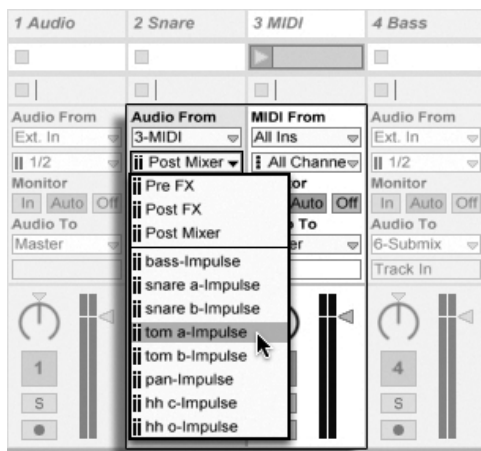 1 Audio 2 Snare 3 MIDI 4 Bass
Audio From Audio From MIDI From Audio From
Ext. In 3-MIDI All Ins Ext. In
1/2 Post Mixer All Channe 1/2
Monitor or Monitor
In Auto Off Auto Off In Auto Off
Audio To To Audio To
Master er 6-Submix
Track In
Pre FX
Post FX
Post Mixer
bass-Impulse
snare a-Impulse
snare b-Impulse
tom a-Impulse
tom b-Impulse
pan-Impulse
hh c-Impulse
hh o-Impulse
1 4
S S